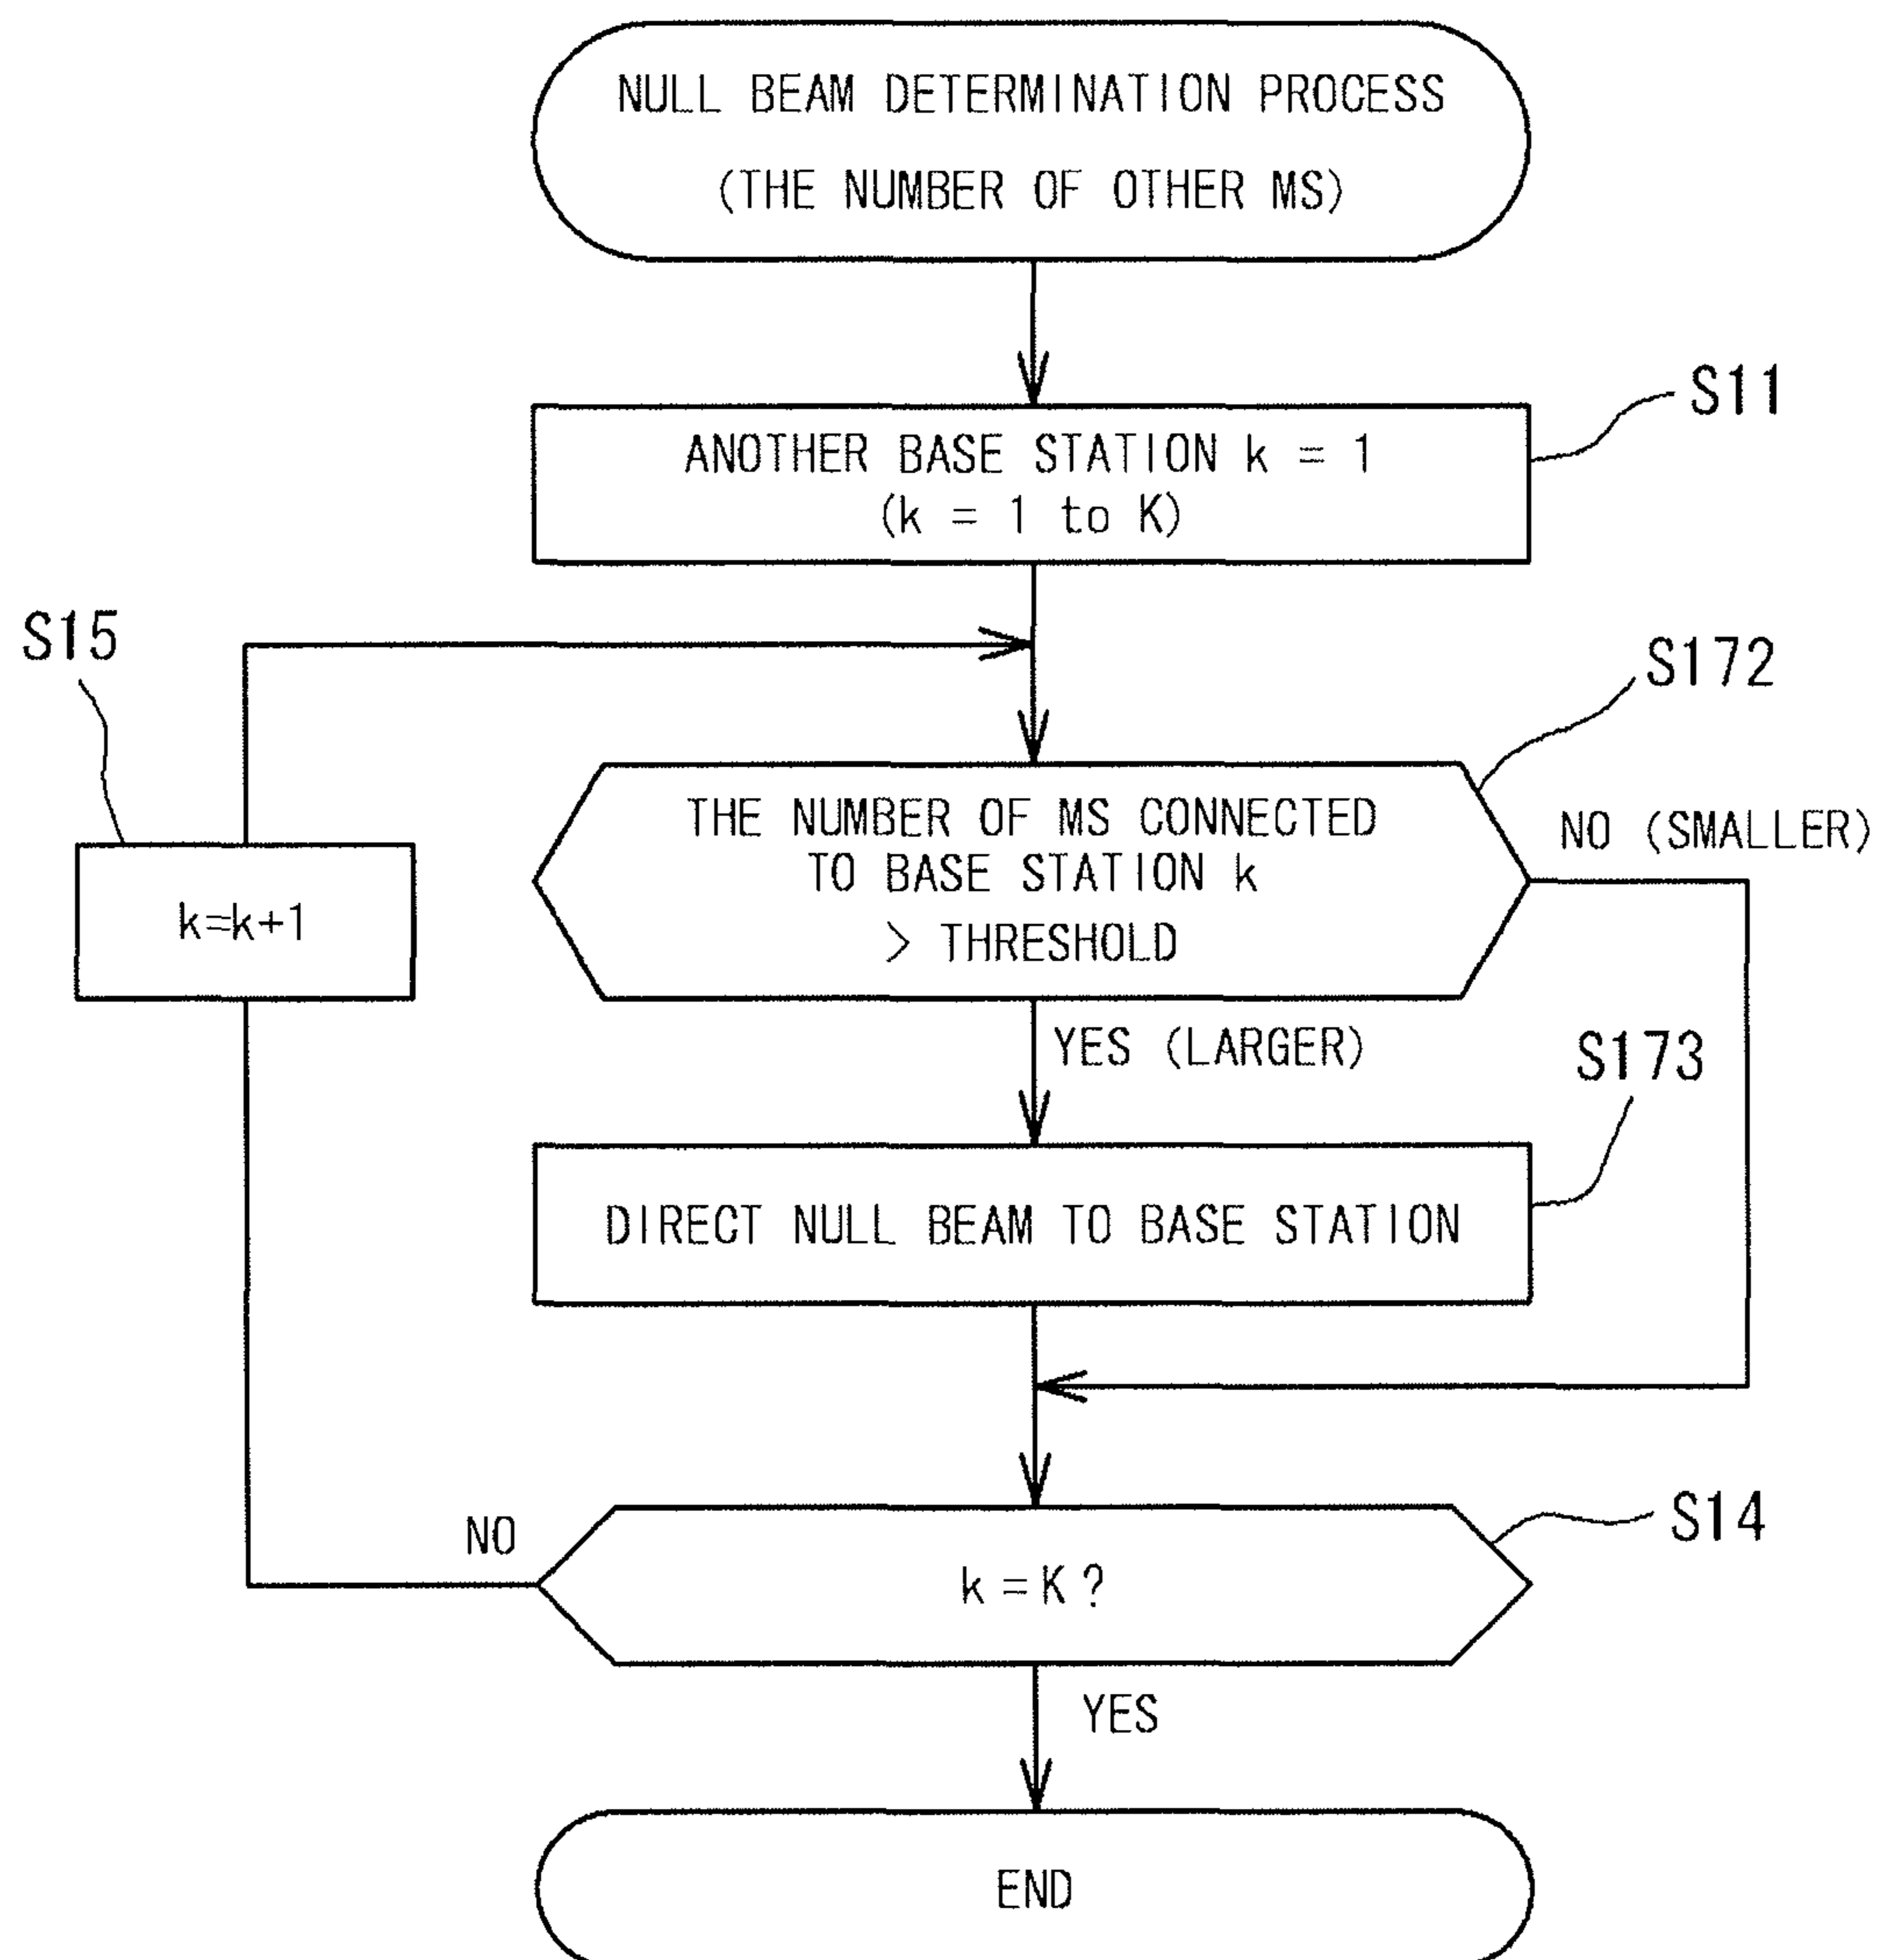 NULL BEAM DETERMINATION PROCESS
(THE NUMBER OF OTHER MS)
S11
ANOTHER BASE STATION k = 1
(k = 1 to K)
S15
S172
THE NUMBER OF MS CONNECTED
TO BASE STATION k
> THRESHOLD
NO (SMALLER)
k=k+1
YES (LARGER)
S173
DIRECT NULL BEAM TO BASE STATION
S14
NO
k=K?
YES
END